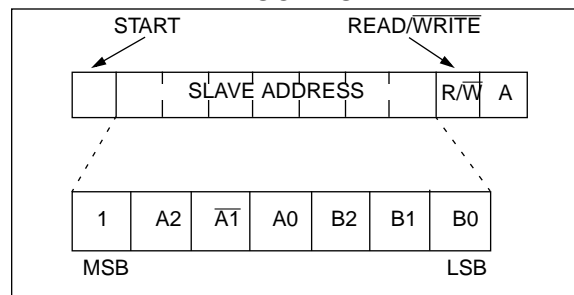 START READ/WRITE
SLAVE ADDRESS R/W A
1 A2 A1 A0 B2 B1 B0
MSB LSB